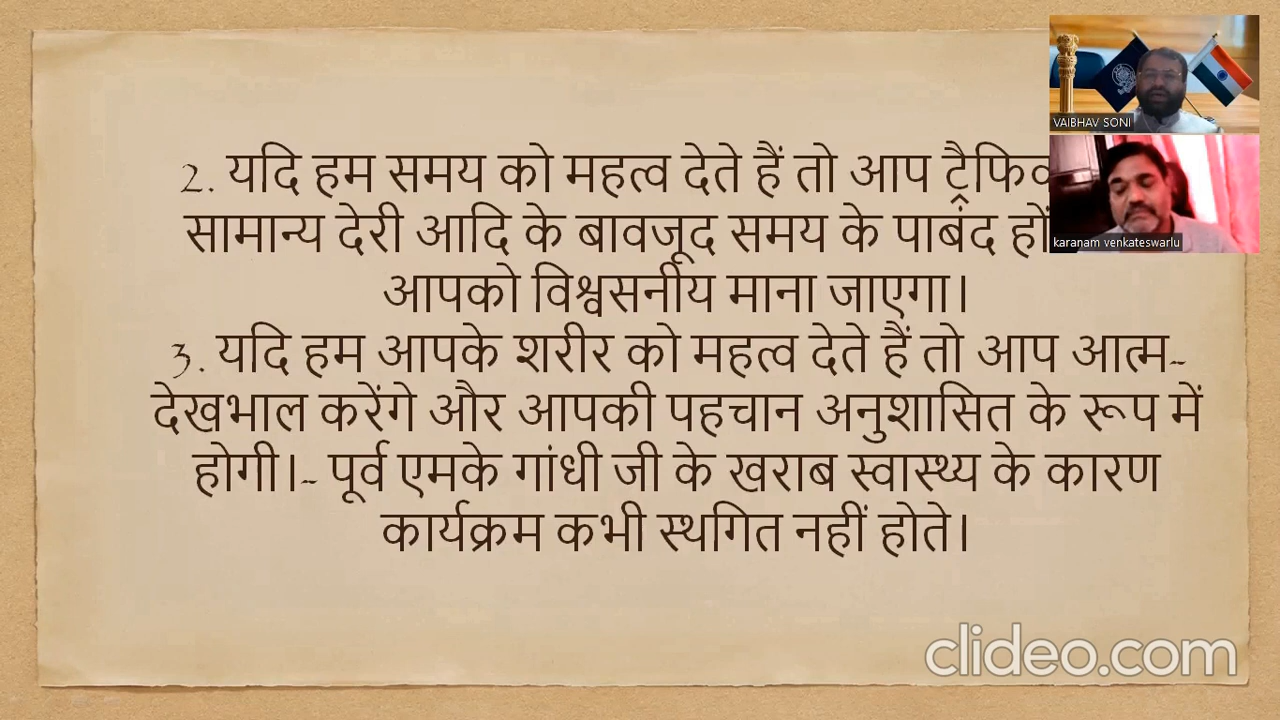 2. यदि हम समय को महत्व देते हैं तो आप
सामान्य देरी आदि के बावजूद समय के पाबंद
आपको विश्वसनीय माना जाएगा।
3. यदि हम आपके शरीर को महत्व देते हैं तो आप आत्म-
देखभाल करेंगे और आपकी पहचान अनुशासित के रूप में
होगी।- पूर्व एमके गांधी जी के खराब स्वास्थ्य के कारण
कार्यक्रम कभी स्थगित नहीं होते।
VAIBHAV SONI
karanam venkateswarlu
clideo.com